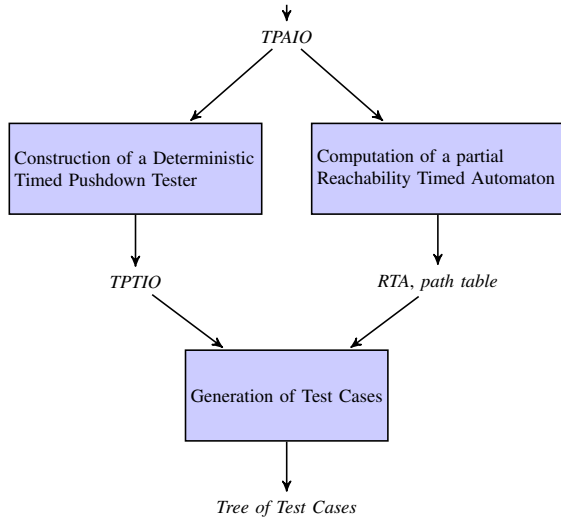 TPAIO
Construction of a Deterministic
Timed Pushdown Tester
Computation of a partial
Reachability Timed Automaton
TPTIO
RTA, path table
Generation of Test Cases
Tree of Test Cases